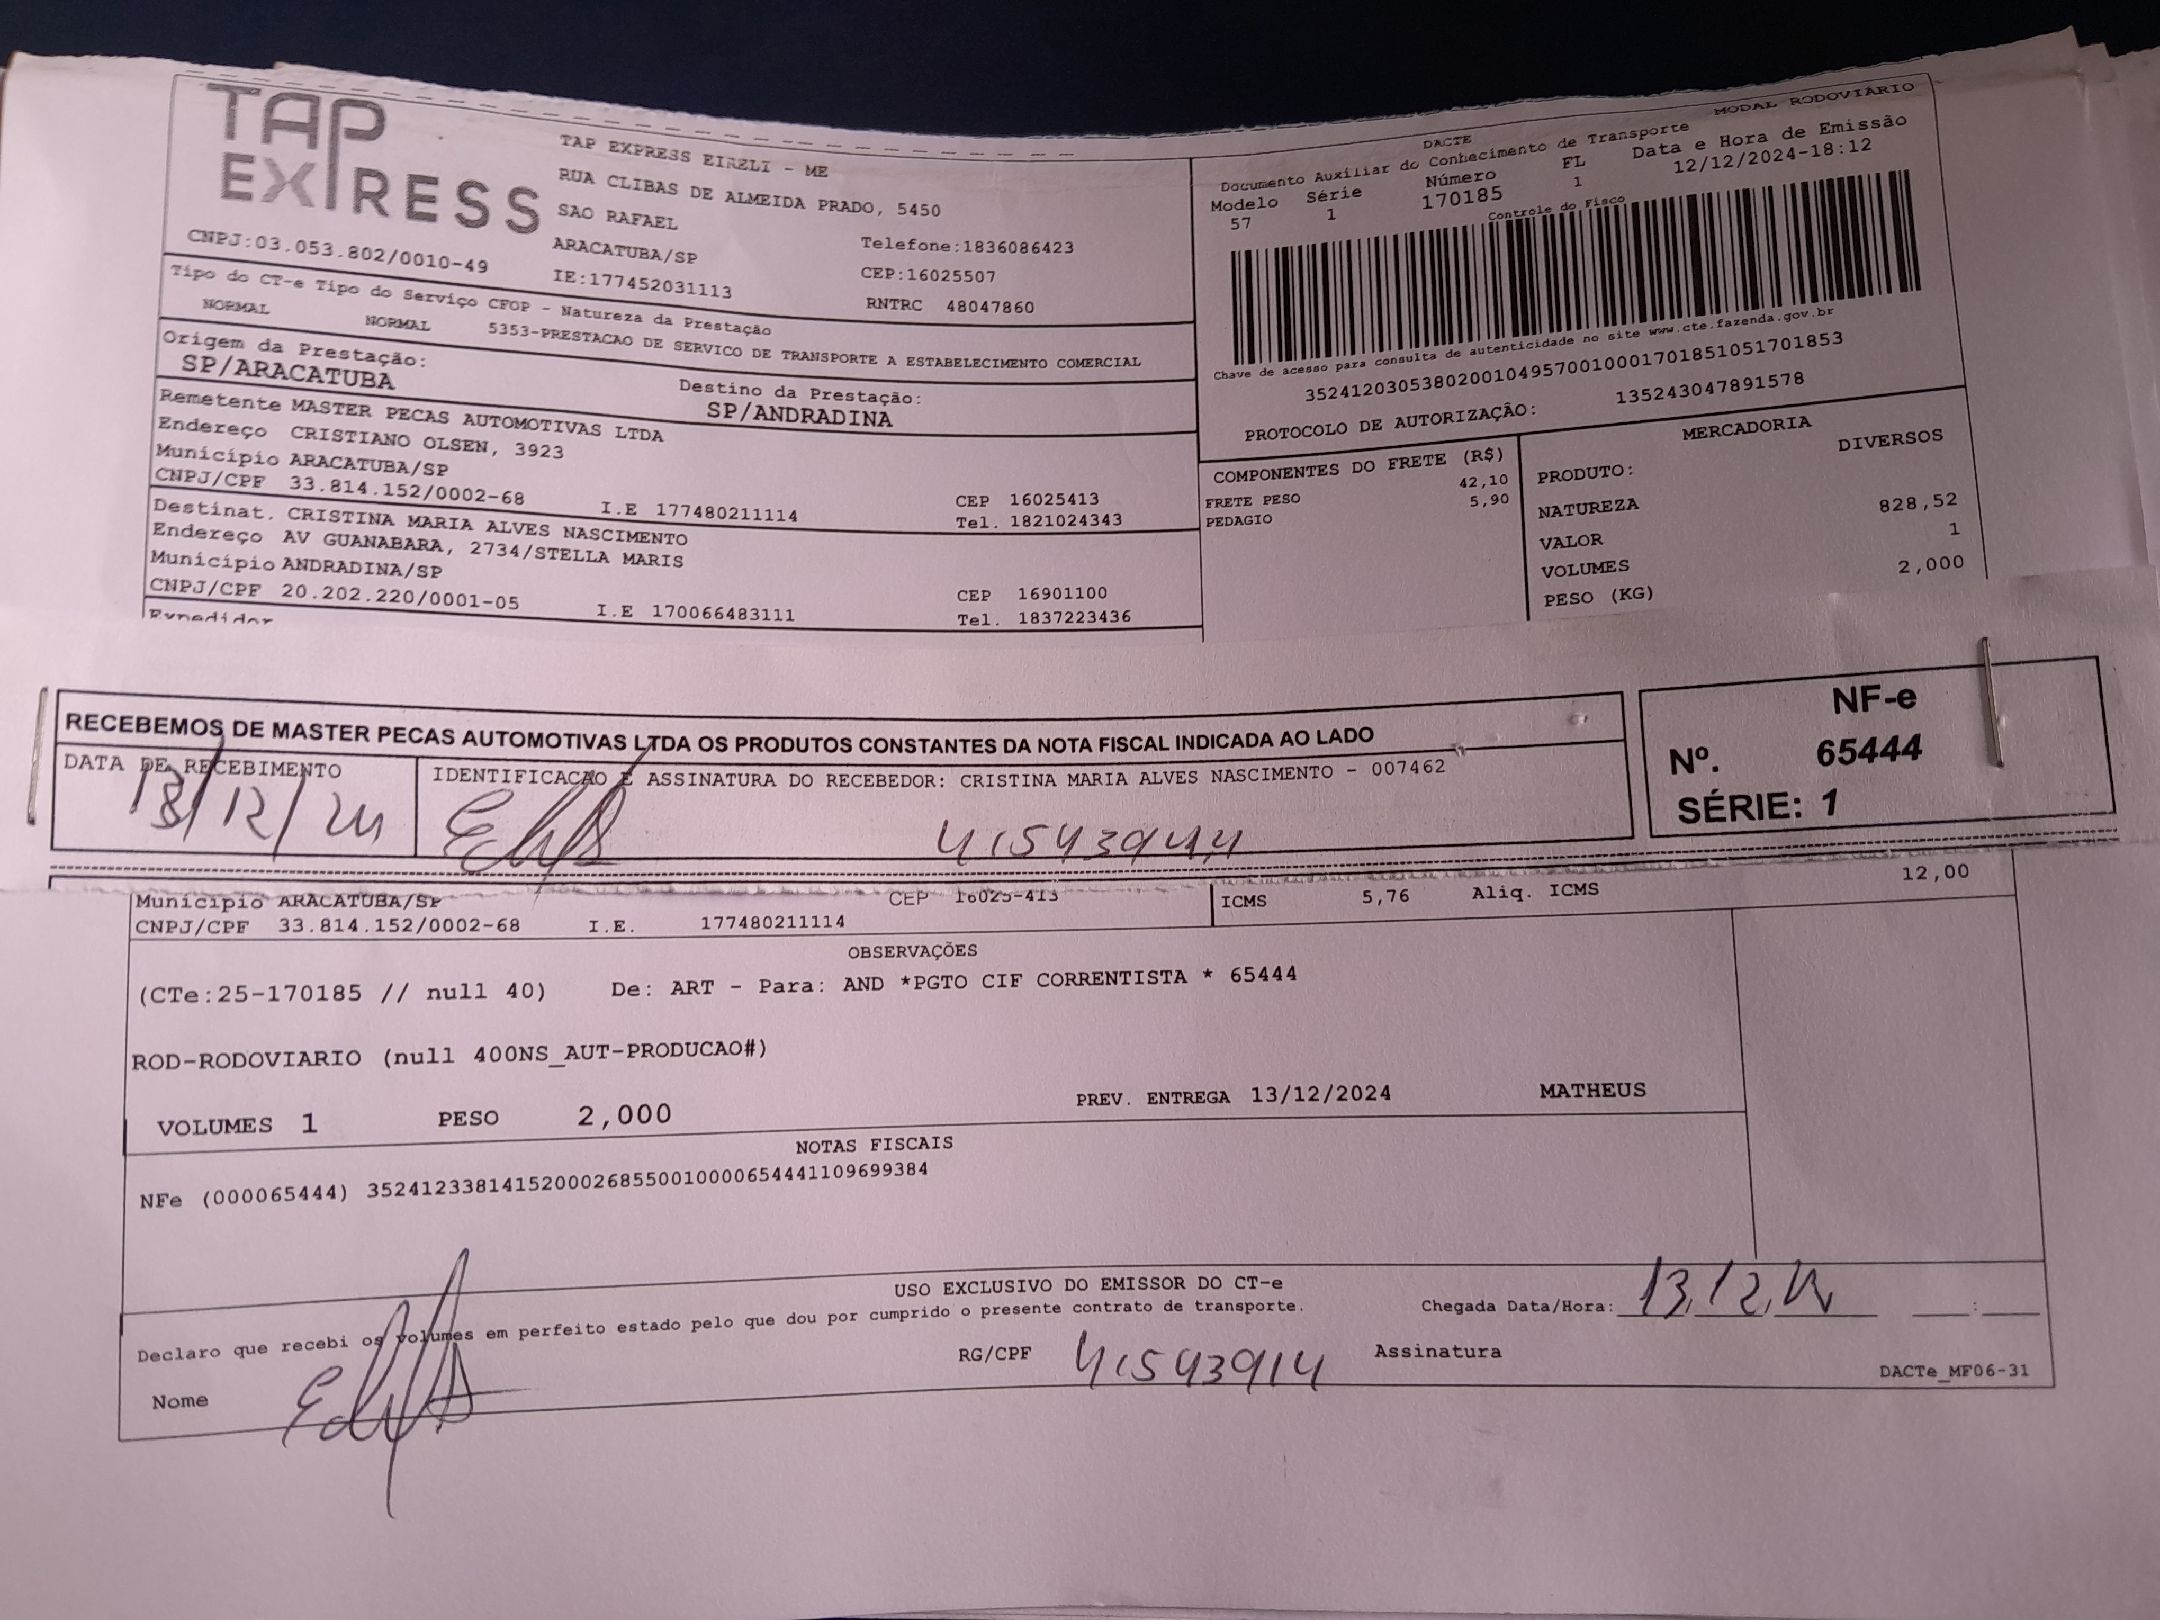 TAP
EXPRESS
CNPJ:03.053.802/0010-49
TAP EXPRESS EIRELI - ME
RUA CLIBAS DE ALMEIDA PRADO, 5450
SAO RAFAEL
ARACATUBA/SP
IE:177452031113
Telefone:1836086423
CEP:16025507
RNTRC 48047860
MODAL RODOVIARIO
DACTE
Documento Auxiliar do Conhecimento de Transporte
Modelo Série Número FL Data e Hora de Emissão
57 1 170185 1 12/12/2024-18:12
Controle do Fisco
Chave de acesso para consulta de autenticidade no site www.cte.fazenda.gov.br
35241203053802001049570010001701851051701853
PROTOCOLO DE AUTORIZAÇÃO: 135243047891578
Tipo do CT-e Tipo do Serviço CFOP - Natureza da Prestação
NORMAL NORMAL 5353-PRESTACAO DE SERVICO DE TRANSPORTE A ESTABELECIMENTO COMERCIAL
Origem da Prestação: Destino da Prestação:
SP/ARACATUBA SP/ANDRADINA
Remetente MASTER PECAS AUTOMOTIVAS LTDA
Endereço CRISTIANO OLSEN, 3923
Município ARACATUBA/SP CEP 16025413
CNPJ/CPF 33.814.152/0002-68 I.E 177480211114 Tel. 1821024343
Destinat. CRISTINA MARIA ALVES NASCIMENTO
Endereço AV GUANABARA, 2734/STELLA MARIS
Município ANDRADINA/SP CEP 16901100
CNPJ/CPF 20.202.220/0001-05 I.E 170066483111 Tel. 1837223436
Expedidor
COMPONENTES DO FRETE (R$)
FRETE PESO 42,10
PEDAGIO 5,90
MERCADORIA
PRODUTO: DIVERSOS
NATUREZA
VALOR 828,52
VOLUMES 1
PESO (KG) 2,000
RECEBEMOS DE MASTER PECAS AUTOMOTIVAS LTDA OS PRODUTOS CONSTANTES DA NOTA FISCAL INDICADA AO LADO
DATA DE RECEBIMENTO
13/12/24
IDENTIFICACAO E ASSINATURA DO RECEBEDOR: CRISTINA MARIA ALVES NASCIMENTO - 007462
NF-e
Nº. 65444
SÉRIE: 1
Município ARACATUBA/SP CEP 16025-413
CNPJ/CPF 33.814.152/0002-68 I.E. 177480211114
ICMS 5,76 Aliq. ICMS 12,00
OBSERVAÇÕES
(CTe:25-170185 // null 40) De: ART - Para: AND *PGTO CIF CORRENTISTA * 65444
ROD-RODOVIARIO (null 400NS_AUT-PRODUCAO#)
VOLUMES 1 PESO 2,000 PREV. ENTREGA 13/12/2024 MATHEUS
NOTAS FISCAIS
NFe (000065444) 35241233814152000268550010000654441109699384
USO EXCLUSIVO DO EMISSOR DO CT-e
Declaro que recebi os volumes em perfeito estado pelo que dou por cumprido o presente contrato de transporte.
Chegada Data/Hora: 13,12, :
Nome RG/CPF Assinatura
DACTe_MF06-31